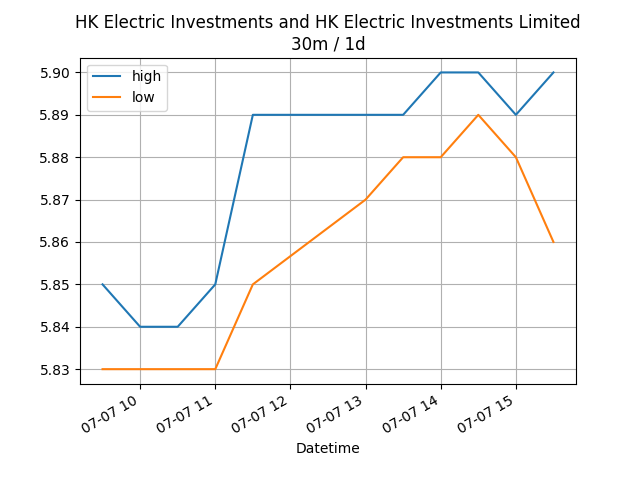 HK Electric Investments and HK Electric Investments Limited
30m / 1d
high
low
5.90
5.89
5.88
5.87
5.86
5.85
5.84
5.83
07-07 10
07-07 11
07-07 12
07-07 13
07-07 14
07-07 15
Datetime